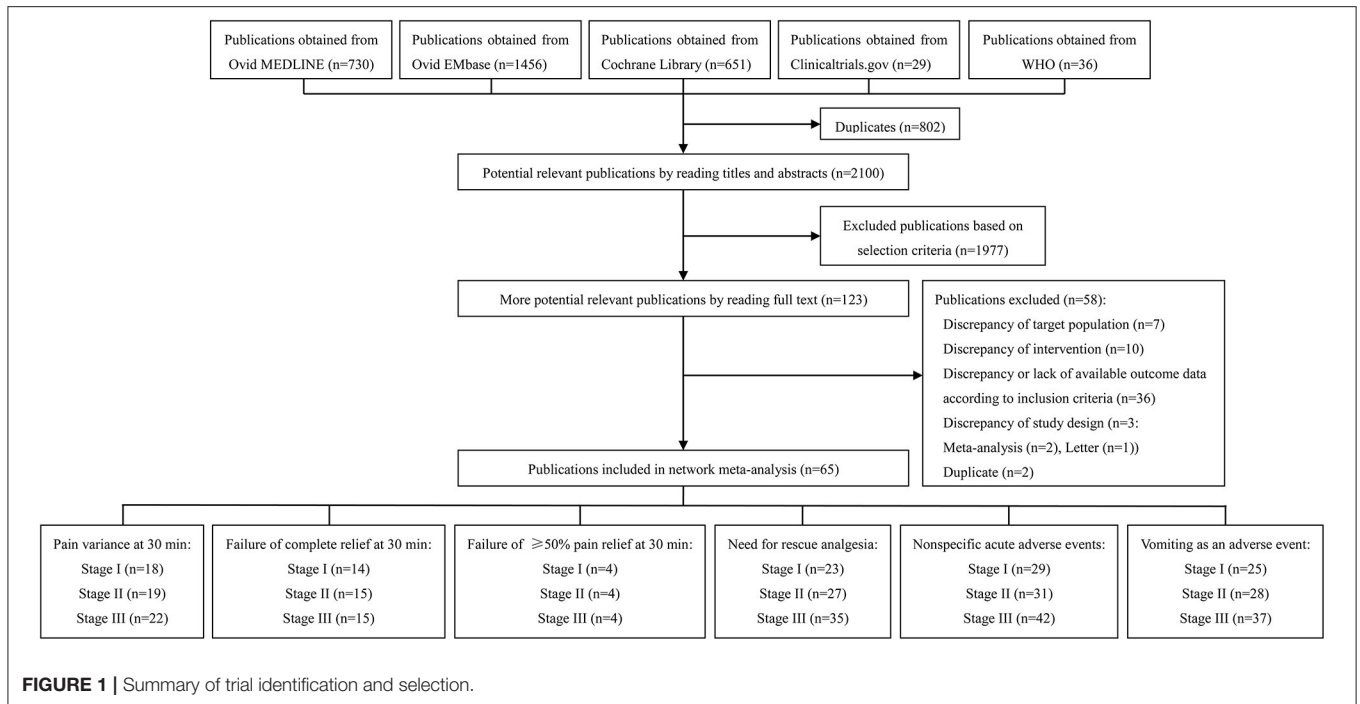 Publications obtained from
Ovid MEDLINE (n=730)
Publications obtained from
Ovid EMbase (n=1456)
Publications obtained from
Cochrane Library (n=651)
Publications obtained from
Clinicaltrials.gov (n=29)
Publications obtained from
WHO (n=36)
Duplicates (n=802)
Potential relevant publications by reading titles and abstracts (n=2100)
Excluded publications based on
selection criteria (n=1977)
More potential relevant publications by reading full text (n=123)
Publications excluded (n=58):
Discrepancy of target population (n=7)
Discrepancy of intervention (n=10)
Discrepancy or lack of available outcome data
according to inclusion criteria (n=36)
Discrepancy of study design (n=3:
Meta-analysis (n=2), Letter (n=1))
Duplicate (n=2)
Publications included in network meta-analysis (n=65)
Pain variance at 30 min:
Stage I (n=18)
Stage II (n=19)
Stage III (n=22)
Failure of complete relief at 30 min:
Stage I (n=14)
Stage II (n=15)
Stage III (n=15)
Failure of ⩾50% pain relief at 30 min:
Stage I (n=4)
Stage II (n=4)
Stage III (n=4)
Need for rescue analgesia:
Stage I (n=23)
Stage II (n=27)
Stage III (n=35)
Nonspecific acute adverse events:
Stage I (n=29)
Stage II (n=31)
Stage III (n=42)
Vomiting as an adverse event:
Stage I (n=25)
Stage II (n=28)
Stage III (n=37)
FIGURE 1 | Summary of trial identification and selection.